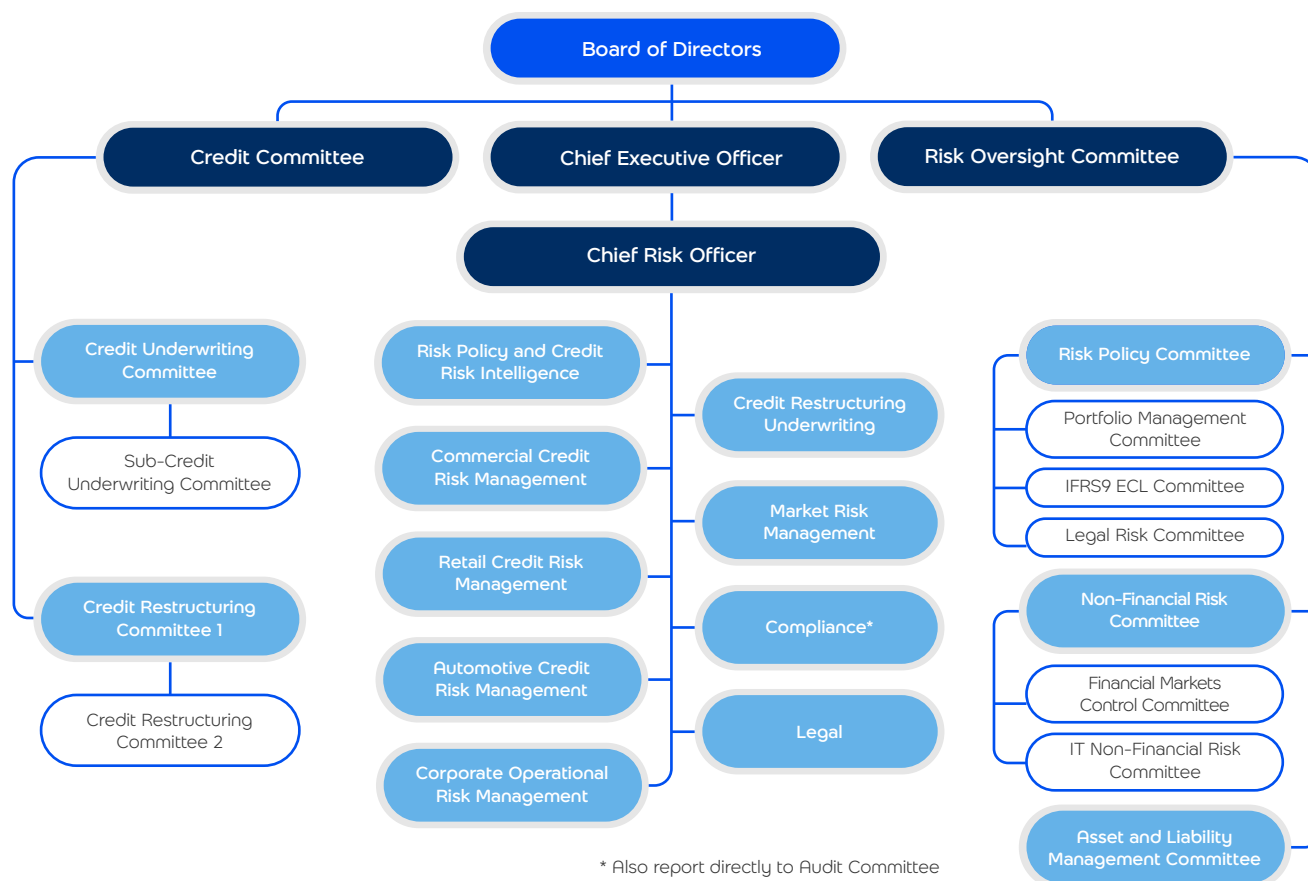 Board of Directors
Credit Committee
Chief Executive Officer
Risk Oversight Committee
Chief Risk Officer
Credit Underwriting
Committee
Sub-Credit
Underwriting Committee
Credit Restructuring
Committee 1
Credit Restructuring
Committee 2
Risk Policy and Credit
Risk Intelligence
Commercial Credit
Risk Management
Retail Credit Risk
Management
Automotive Credit
Risk Management
Corporate Operational
Risk Management
Credit Restructuring
Underwriting
Market Risk
Management
Compliance*
Legal
Risk Policy Committee
Portfolio Management
Committee
IFRS9 ECL Committee
Legal Risk Committee
Non-Financial Risk
Committee
Financial Markets
Control Committee
IT Non-Financial Risk
Committee
Asset and Liability
Management Committee
* Also report directly to Audit Committee